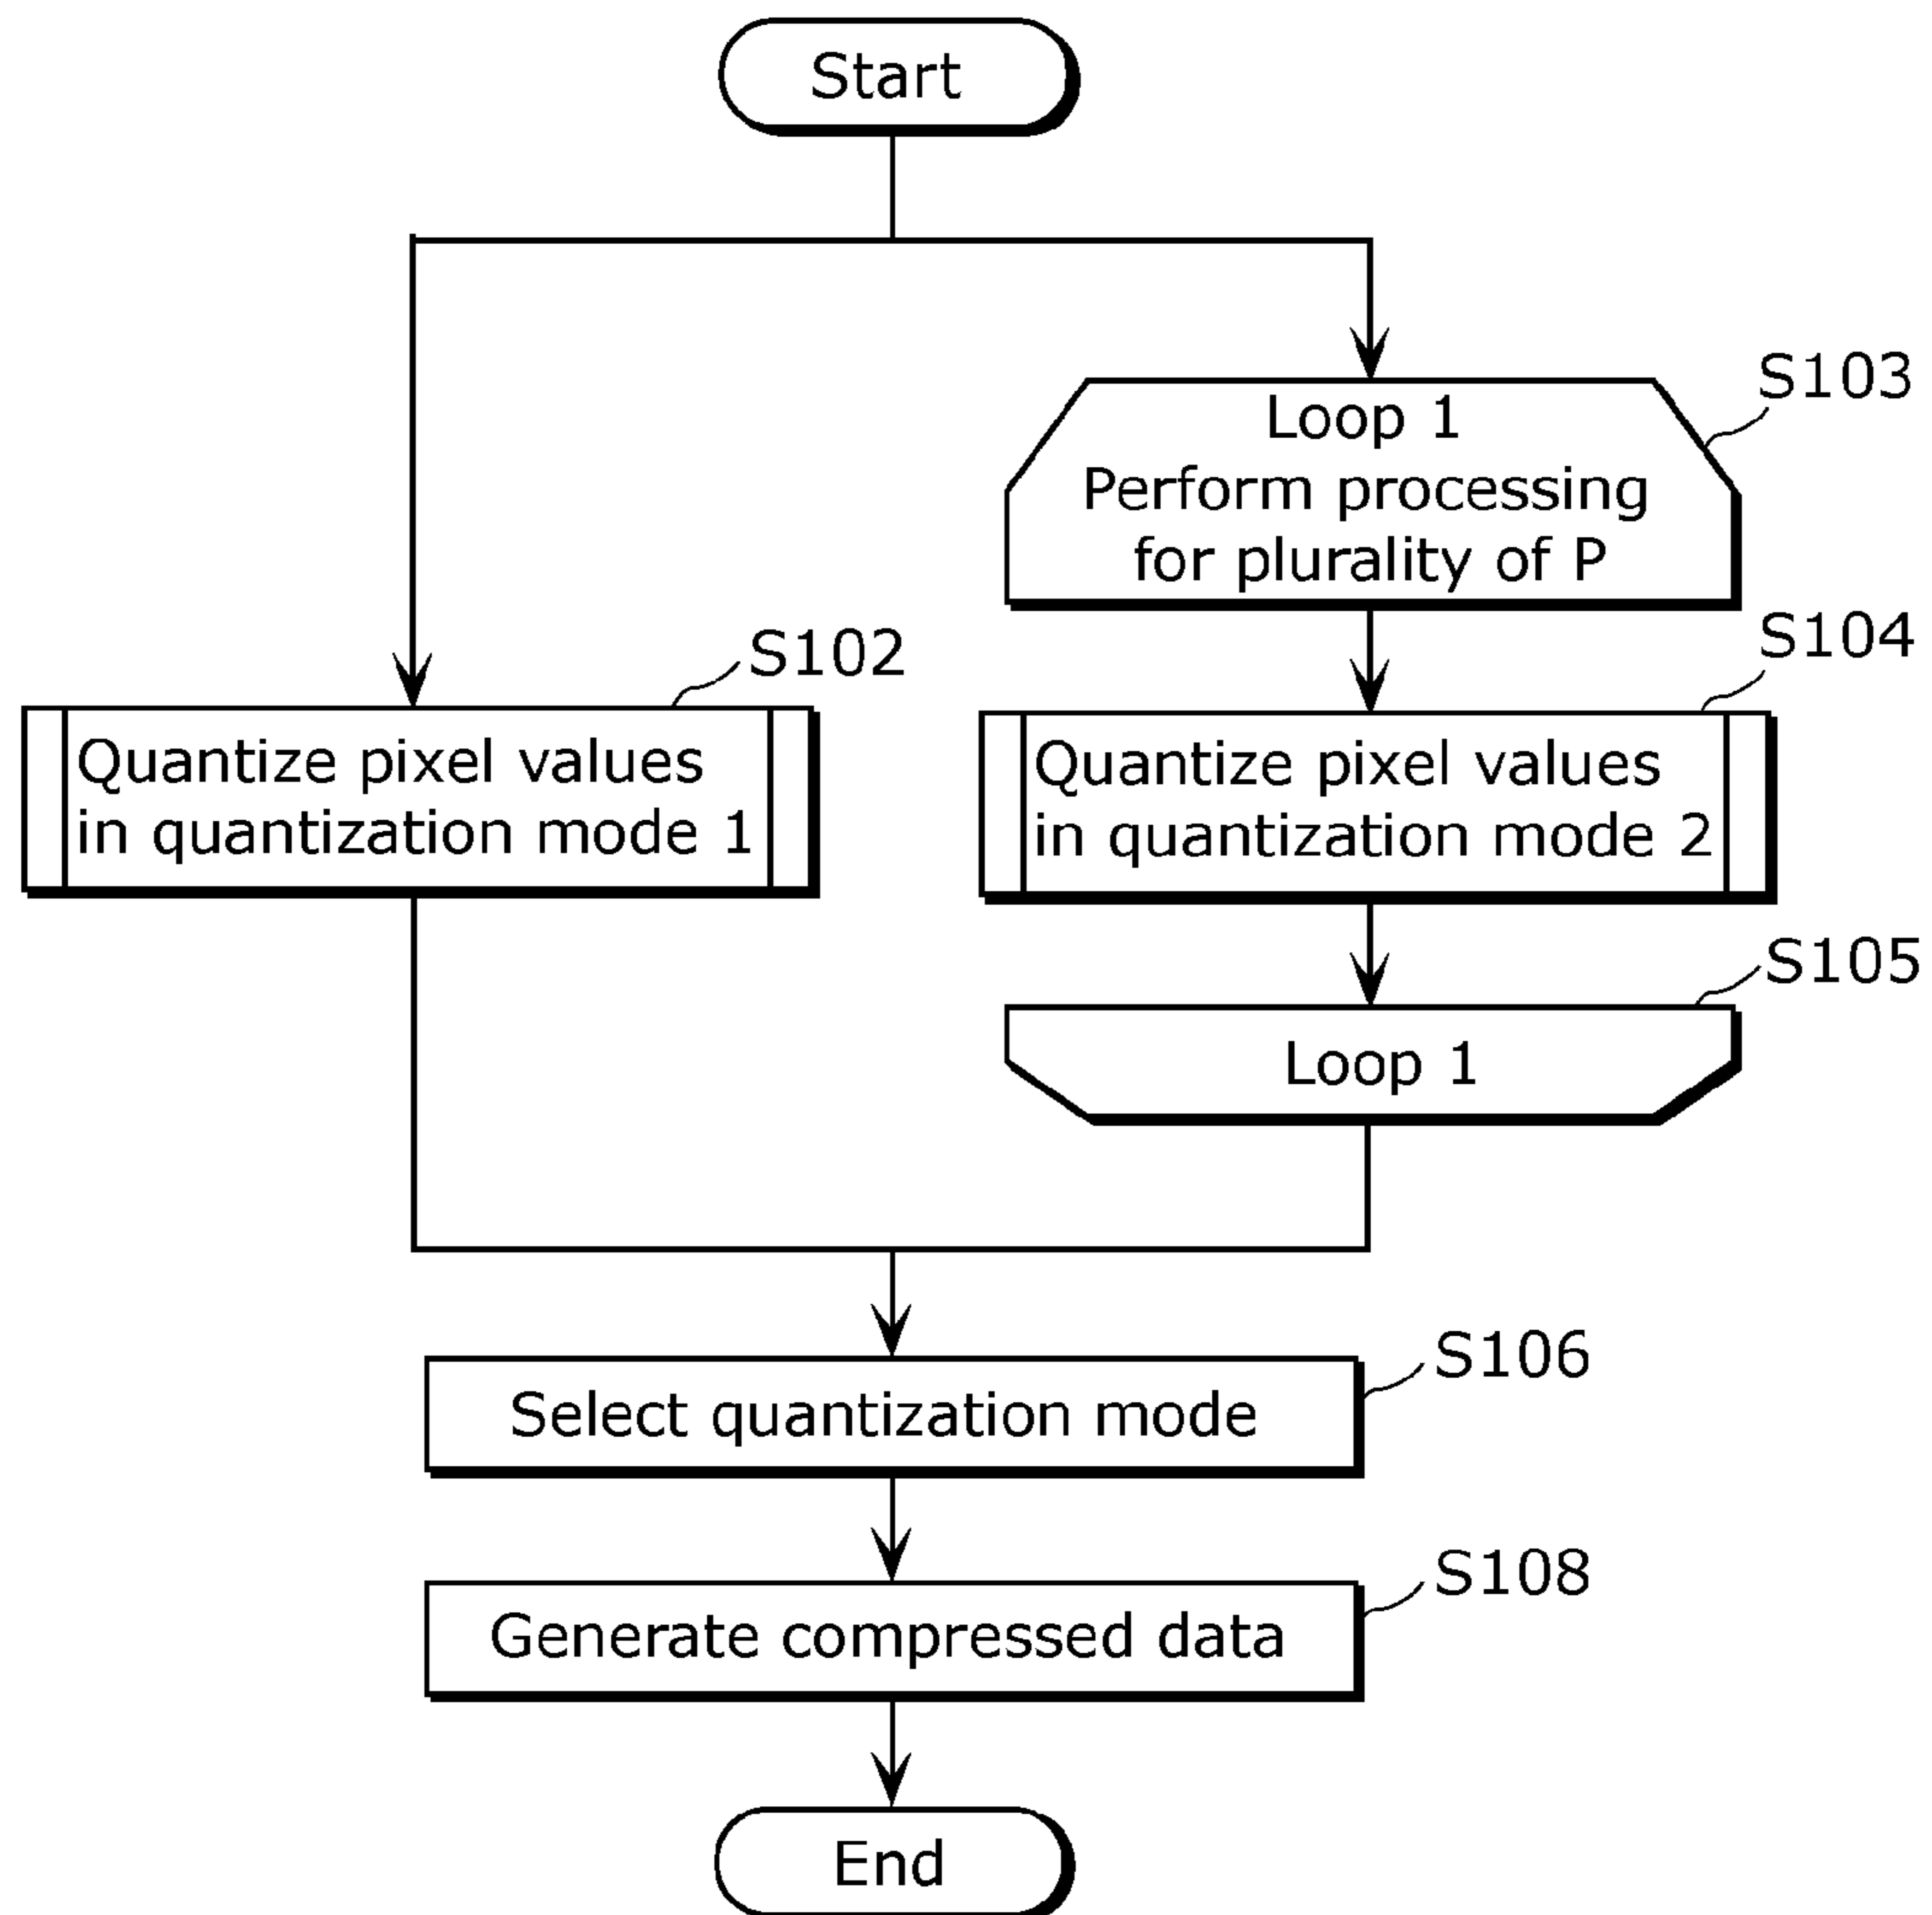 Start
S103
Loop 1
Perform processing
for plurality of P
S102
S104
Quantize pixel values
in quantization mode 1
Quantize pixel values
in quantization mode 2
S105
Loop 1
S106
Select quantization mode
S108
Generate compressed data
End